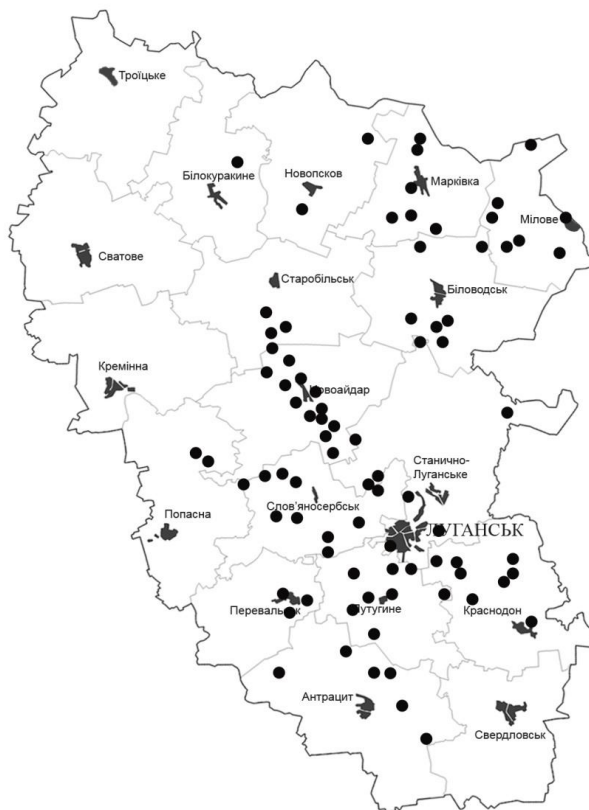 Троїцьке
Білокуракине
Новопсков
Марківка
Мілове
Сватове
Старобільськ
Біловодськ
Кремінна
Новоайдар
Станично-
Луганське
Слов’яносербськ
Попасна
ЛУГАНСЬК
Перевальськ
Лутугине
Краснодон
Антрацит
Свердловськ